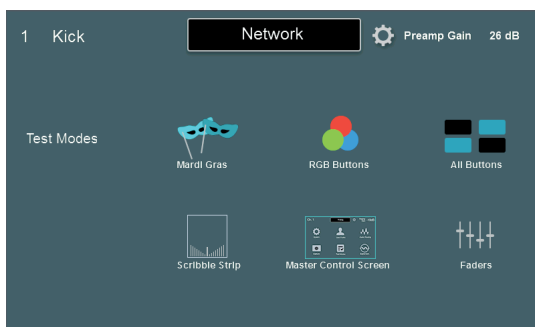 1 Kick Network Preamp Gain 26 dB
Test Modes
Mardi Gras RGB Buttons All Buttons
Scribble Strip Master Control Screen Faders